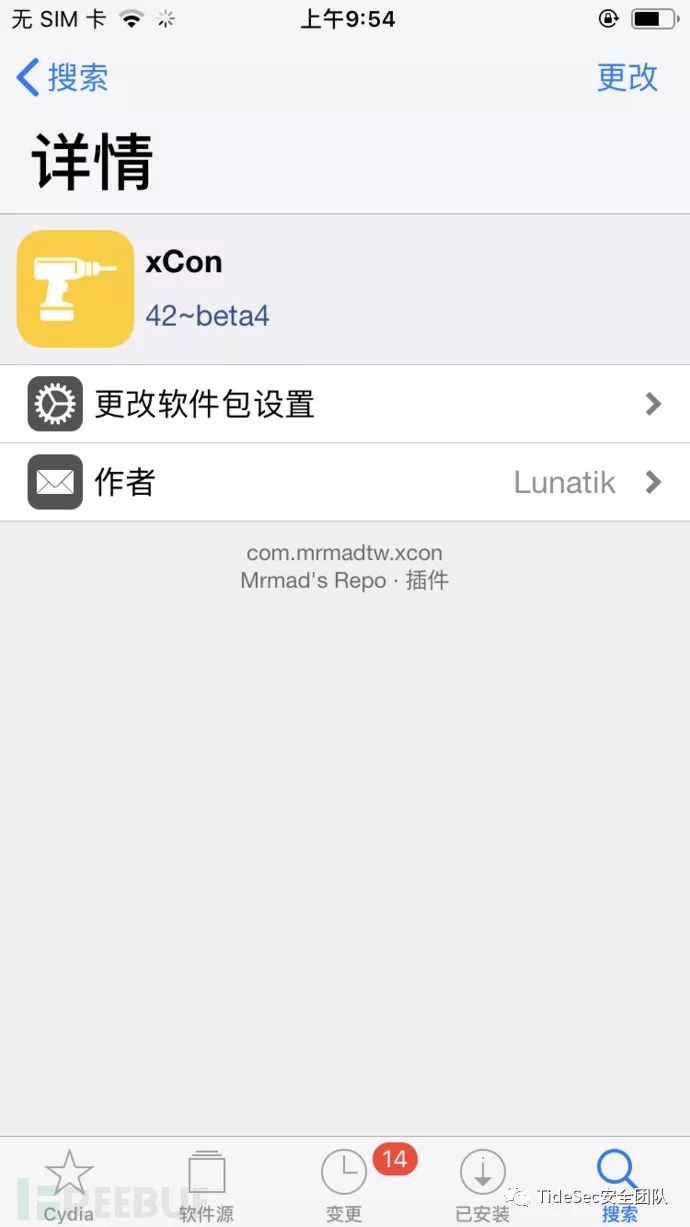 无 SIM 卡 上午9:54
搜索 更改
详情
xCon
42~beta4
更改软件包设置
作者 Lunatik
com.mrmadtw.xcon
Mrmad's Repo · 插件
14
TideSec安全团队
REEBUF
Cydia 软件源 变更 已安装 搜索